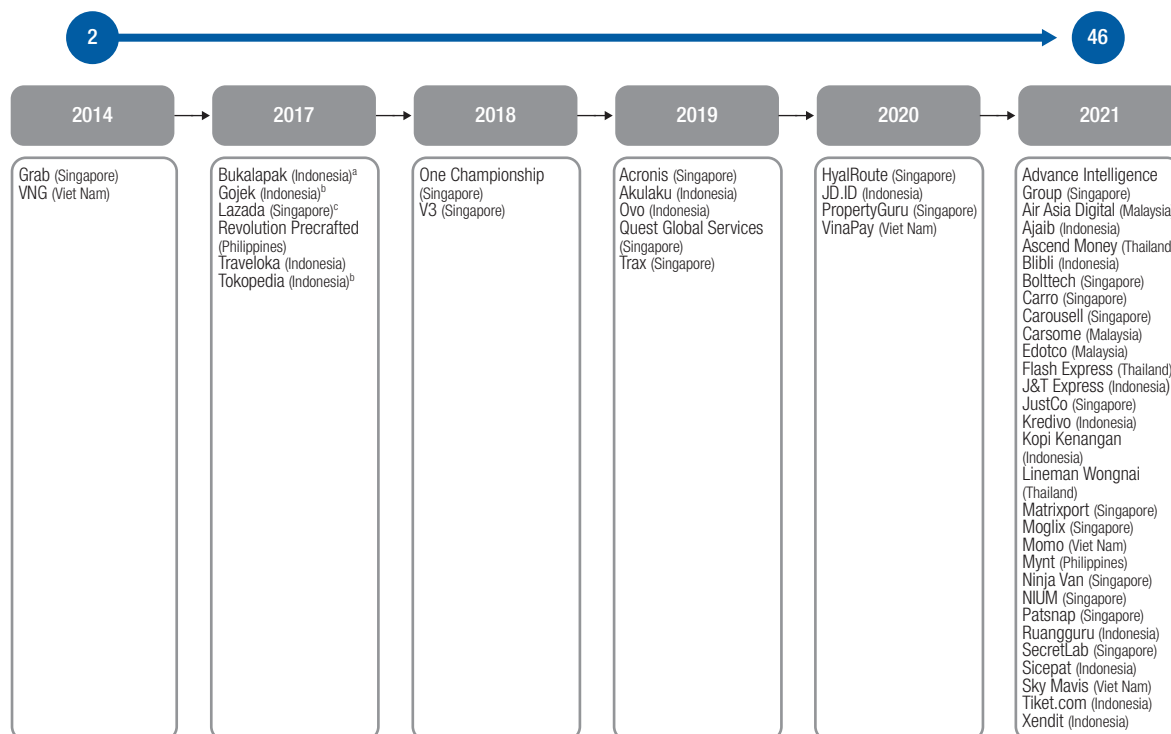 2
46
2014
2017
2018
2019
2020
2021
Grab (Singapore)
VNG (Viet Nam)
Bukalapak (Indonesia)ᵃ
Gojek (Indonesia)ᵇ
Lazada (Singapore)ᶜ
Revolution Precrafted
(Philippines)
Traveloka (Indonesia)
Tokopedia (Indonesia)ᵇ
One Championship
(Singapore)
V3 (Singapore)
Acronis (Singapore)
Akulaku (Indonesia)
Ovo (Indonesia)
Quest Global Services
(Singapore)
Trax (Singapore)
HyalRoute (Singapore)
JD.ID (Indonesia)
PropertyGuru (Singapore)
VinaPay (Viet Nam)
Advance Intelligence
Group (Singapore)
Air Asia Digital (Malaysia
Ajaib (Indonesia)
Ascend Money (Thailand
Blibli (Indonesia)
Bolttech (Singapore)
Carro (Singapore)
Carousell (Singapore)
Carsome (Malaysia)
Edotco (Malaysia)
Flash Express (Thailand)
J&T Express (Indonesia)
JustCo (Singapore)
Kredivo (Indonesia)
Kopi Kenangan
(Indonesia)
Lineman Wongnai
(Thailand)
Matrixport (Singapore)
Moglix (Singapore)
Momo (Viet Nam)
Mynt (Philippines)
Ninja Van (Singapore)
NIUM (Singapore)
Patsnap (Singapore)
Ruangguru (Indonesia)
SecretLab (Singapore)
Sicepat (Indonesia)
Sky Mavis (Viet Nam)
Tiket.com (Indonesia)
Xendit (Indonesia)